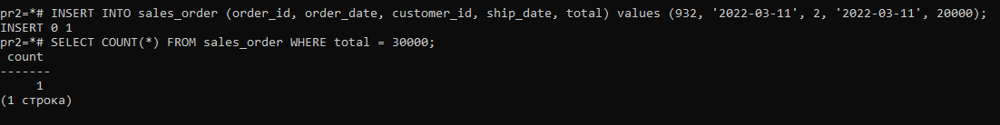 pr2=*# INSERT INTO sales_order (order_id, order_date, customer_id, ship_date, total) values (932, '2022-03-11', 2, '2022-03-11', 20000);
INSERT 0 1
pr2=*# SELECT COUNT(*) FROM sales_order WHERE total = 30000;
 count
-------
     1
(1 строка)